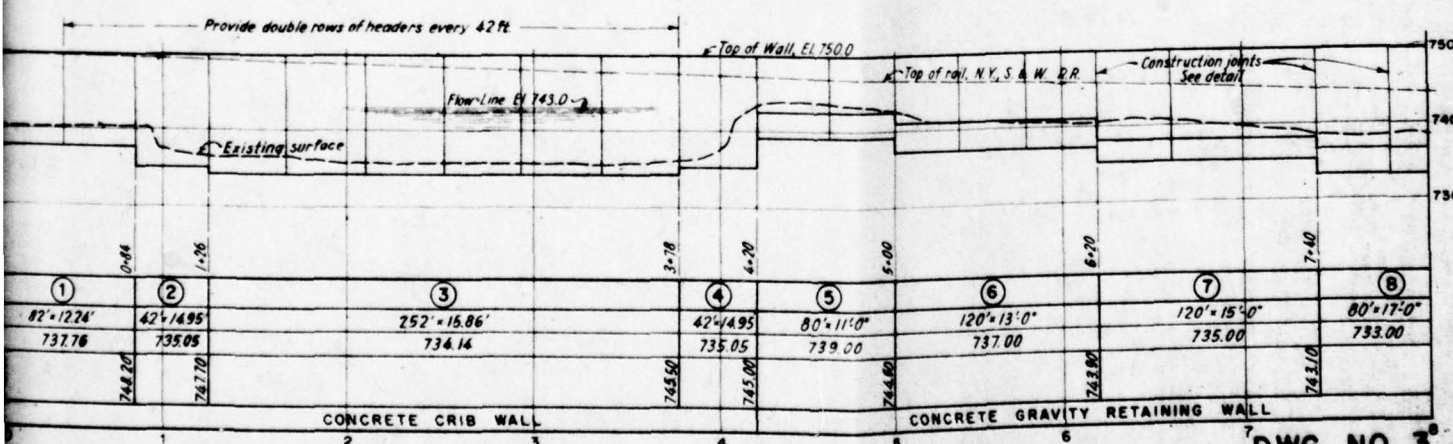 Provide double rows of headers every 42 ft.
Top of Wall, El. 750.0
Top of rail, N.Y., S. & W. R.R.
Construction joints
See detail
750
Flow-Line El 743.0
740
Existing surface
730
0+84
1+26
3+78
4+20
5+00
6+20
7+40
1 2 3 4 5 6 7 8
82'×12.24' 42'×14.95' 252'×15.86' 42'×14.95 80'×11'-0" 120'×13'-0" 120'×15'-0" 80'×17'-0"
737.76 735.05 734.14 735.05 739.00 737.00 735.00 733.00
748.20
747.70
745.50
745.00
743.10
CONCRETE CRIB WALL CONCRETE GRAVITY RETAINING WALL
1 2 3 4 5 6 7 8
DWG. NO. 3